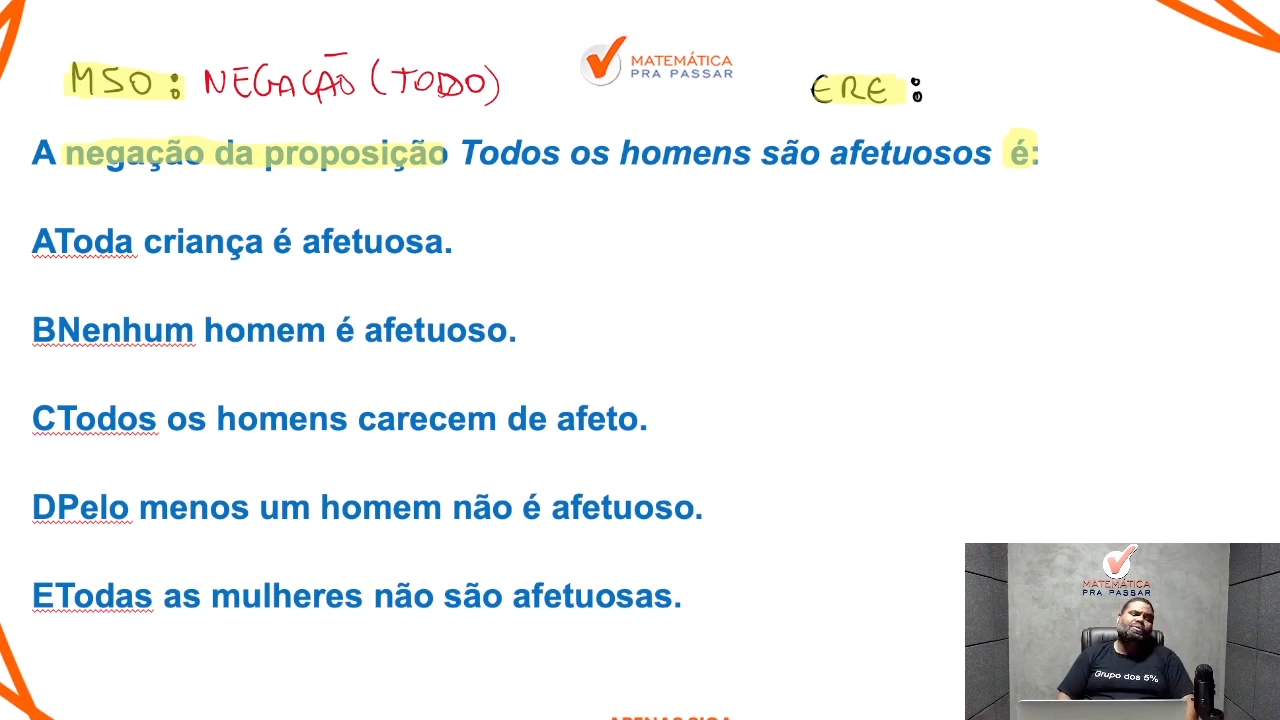 MSO: NEGAÇÃO (TODO)
MATEMÁTICA
PRA PASSAR
ERE:
A negação da proposição Todos os homens são afetuosos é:
AToda criança é afetuosa.
BNenhum homem é afetuoso.
CTodos os homens carecem de afeto.
DPelo menos um homem não é afetuoso.
ETodas as mulheres não são afetuosas.
MATEMÁTICA
PRA PASSAR
Grupo dos 5%